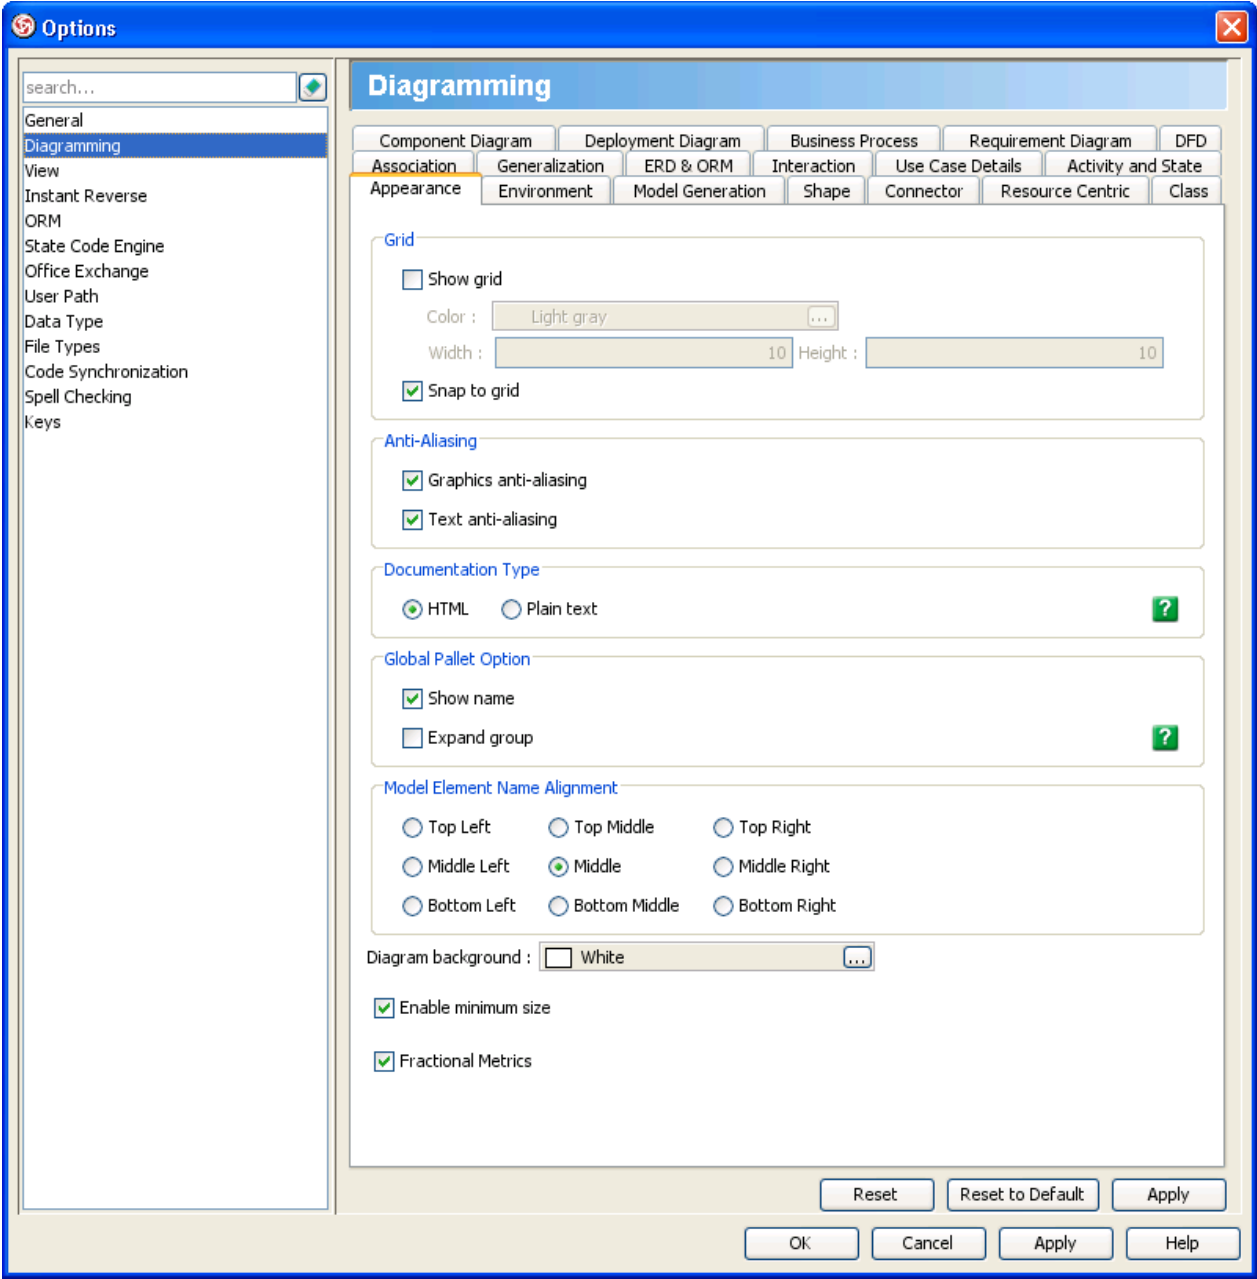 Options
search...
General
Diagramming
View
Instant Reverse
ORM
State Code Engine
Office Exchange
User Path
Data Type
File Types
Code Synchronization
Spell Checking
Keys
Diagramming
Component Diagram Deployment Diagram Business Process Requirement Diagram DFD
Association Generalization ERD & ORM Interaction Use Case Details Activity and State
Appearance Environment Model Generation Shape Connector Resource Centric Class
Grid
Show grid
Color : Light gray ...
Width : 10 Height : 10
Snap to grid
Anti-Aliasing
Graphics anti-aliasing
Text anti-aliasing
Documentation Type
HTML Plain text ?
Global Pallet Option
Show name
Expand group ?
Model Element Name Alignment
Top Left Top Middle Top Right
Middle Left Middle Middle Right
Bottom Left Bottom Middle Bottom Right
Diagram background : White ...
Enable minimum size
Fractional Metrics
Reset Reset to Default Apply
OK Cancel Apply Help